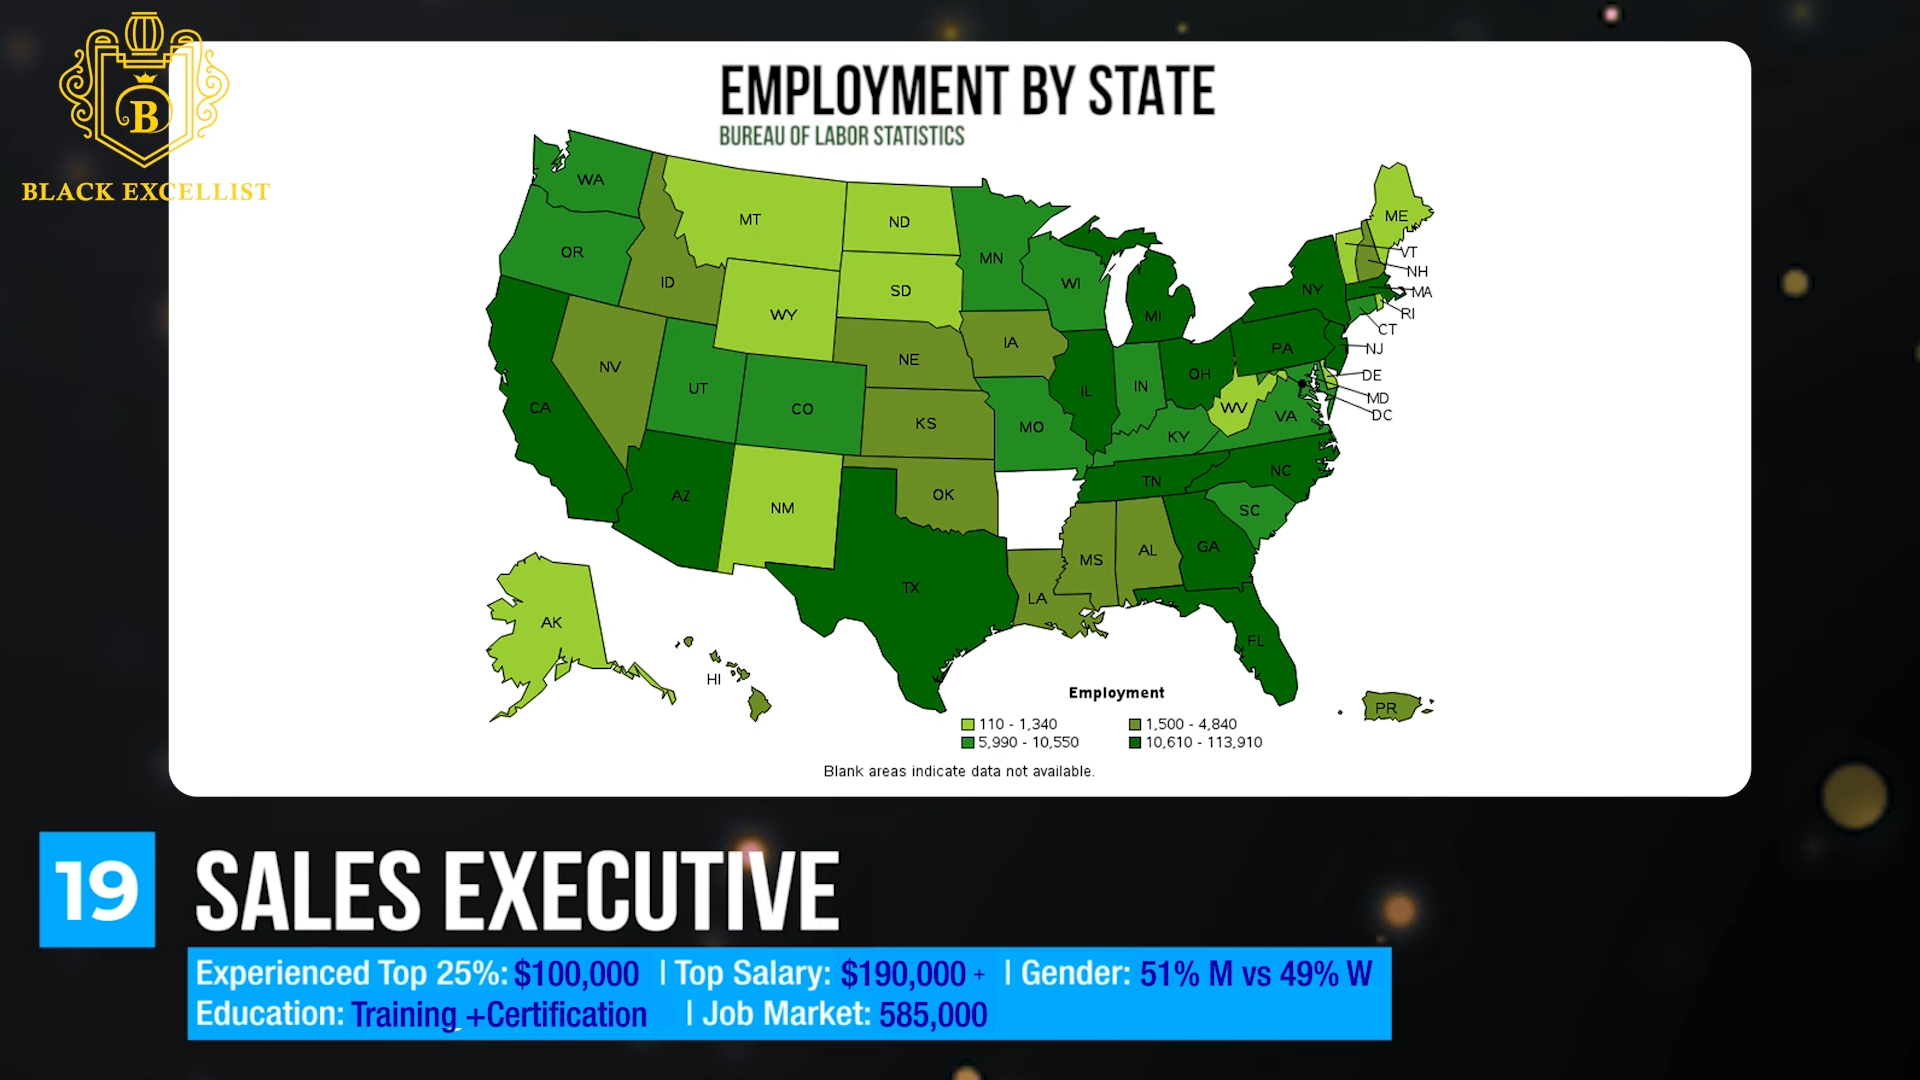 B
BLACK EXCELLIST
EMPLOYMENT BY STATE
BUREAU OF LABOR STATISTICS
WA
MT
ND
MN
ME
VT
NH
MA
RI
CT
NJ
DE
MD
DC
OR
ID
SD
WI
NY
WY
MI
IA
PA
NV
NE
OH
UT
CO
IL
IN
WV
VA
CA
KS
MO
KY
AZ
NM
OK
TN
NC
SC
MS
AL
GA
TX
LA
AK
FL
HI
PR
Employment
110 - 1,340
1,500 - 4,840
5,990 - 10,550
10,610 - 113,910
Blank areas indicate data not available.
19
SALES EXECUTIVE
Experienced Top 25%: $100,000 | Top Salary: $190,000 + | Gender: 51% M vs 49% W
Education: Training +Certification | Job Market: 585,000